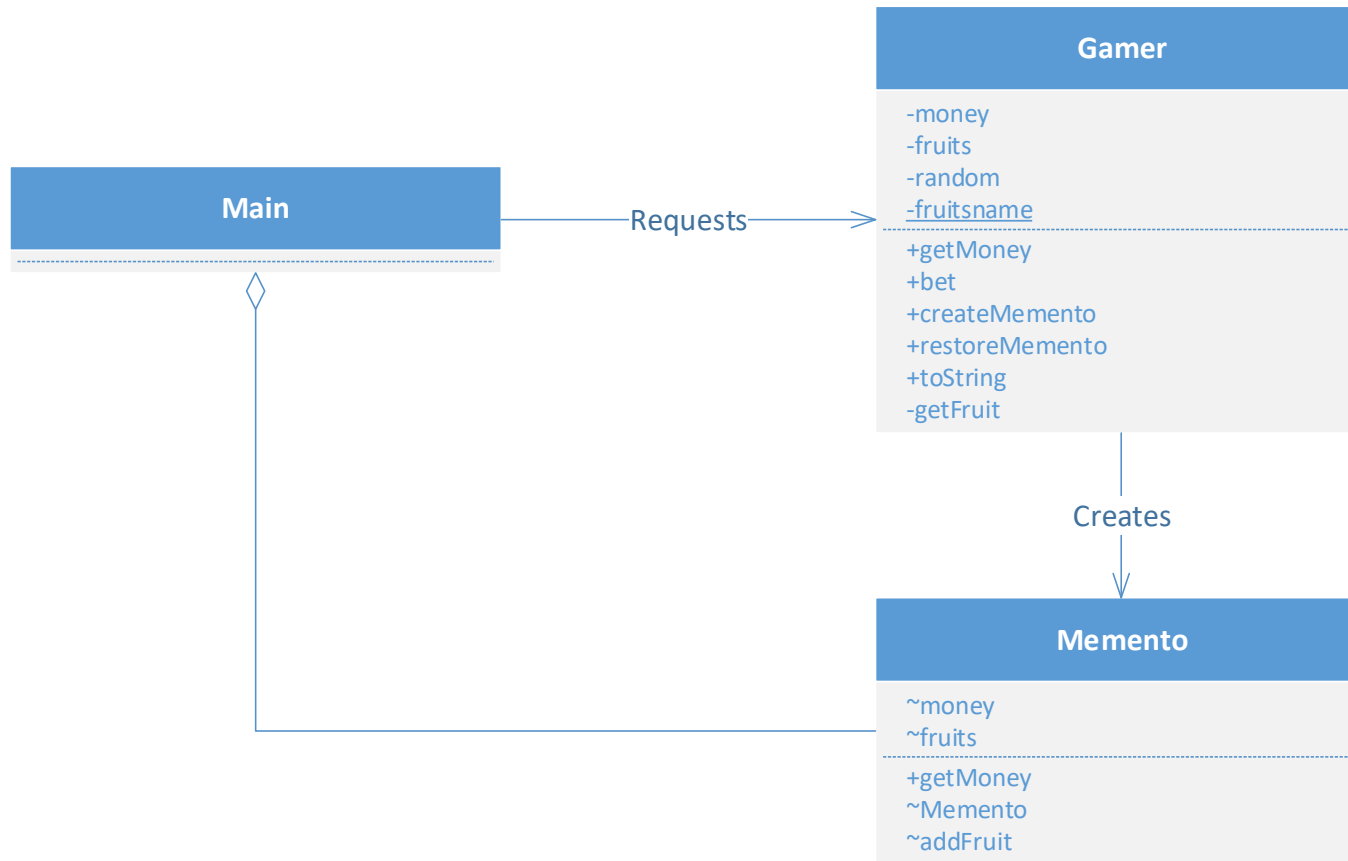 Gamer
-money
-fruits
-random
-fruitsname
+getMoney
+bet
+createMemento
+restoreMemento
+toString
-getFruit
Main
Requests
Creates
Memento
~money
~fruits
+getMoney
~Memento
~addFruit